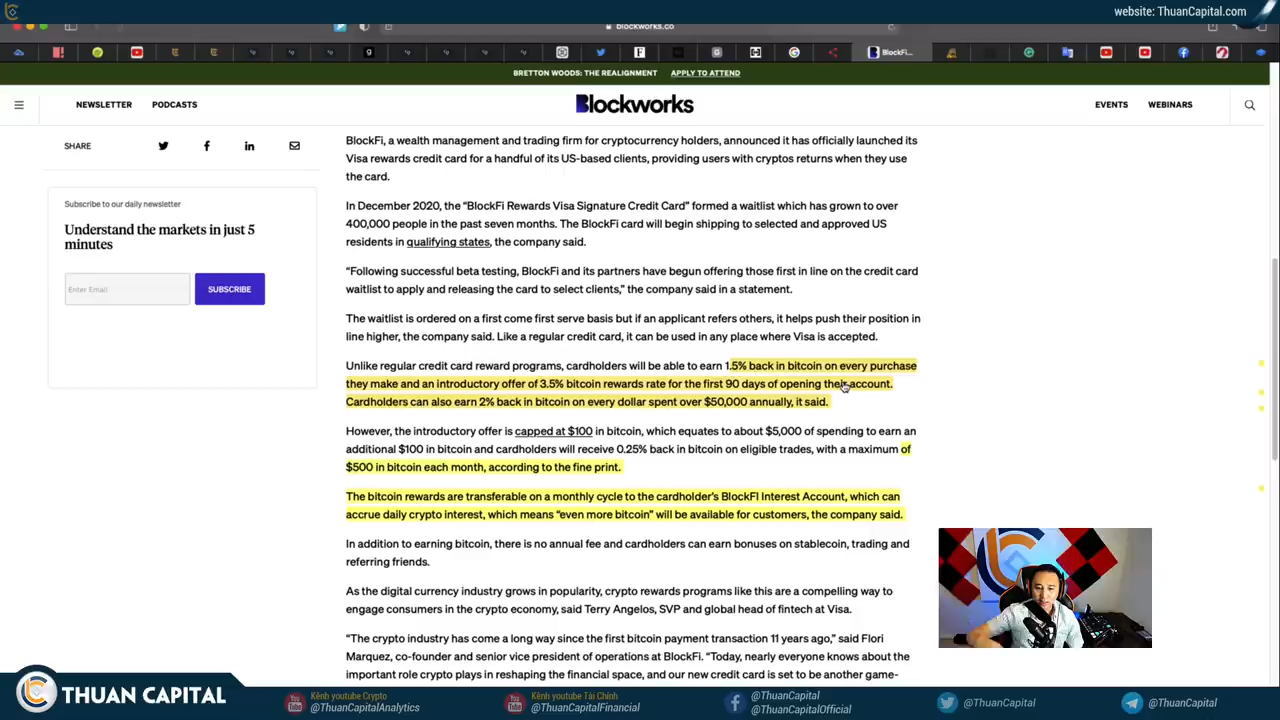 website: ThuanCapital.com
blockworks.co
BlockFi...
BRETTON WOODS: THE REALIGNMENT APPLY TO ATTEND
NEWSLETTER PODCASTS
Blockworks
EVENTS WEBINARS
SHARE
Subscribe to our daily newsletter
Understand the markets in just 5
minutes
Enter Email
SUBSCRIBE
BlockFi, a wealth management and trading firm for cryptocurrency holders, announced it has officially launched its
Visa rewards credit card for a handful of its US-based clients, providing users with cryptos returns when they use
the card.
In December 2020, the “BlockFi Rewards Visa Signature Credit Card” formed a waitlist which has grown to over
400,000 people in the past seven months. The BlockFi card will begin shipping to selected and approved US
residents in qualifying states, the company said.
“Following successful beta testing, BlockFi and its partners have begun offering those first in line on the credit card
waitlist to apply and releasing the card to select clients,” the company said in a statement.
The waitlist is ordered on a first come first serve basis but if an applicant refers others, it helps push their position in
line higher, the company said. Like a regular credit card, it can be used in any place where Visa is accepted.
Unlike regular credit card reward programs, cardholders will be able to earn 1.5% back in bitcoin on every purchase
they make and an introductory offer of 3.5% bitcoin rewards rate for the first 90 days of opening their account.
Cardholders can also earn 2% back in bitcoin on every dollar spent over $50,000 annually, it said.
However, the introductory offer is capped at $100 in bitcoin, which equates to about $5,000 of spending to earn an
additional $100 in bitcoin and cardholders will receive 0.25% back in bitcoin on eligible trades, with a maximum of
$500 in bitcoin each month, according to the fine print.
The bitcoin rewards are transferable on a monthly cycle to the cardholder’s BlockFI Interest Account, which can
accrue daily crypto interest, which means “even more bitcoin” will be available for customers, the company said.
In addition to earning bitcoin, there is no annual fee and cardholders can earn bonuses on stablecoin, trading and
referring friends.
As the digital currency industry grows in popularity, crypto rewards programs like this are a compelling way to
engage consumers in the crypto economy, said Terry Angelos, SVP and global head of fintech at Visa.
“The crypto industry has come a long way since the first bitcoin payment transaction 11 years ago,” said Flori
Marquez, co-founder and senior vice president of operations at BlockFi. “Today, nearly everyone knows about the
important role crypto plays in reshaping the financial space, and our new credit card is set to be another game-
THUAN CAPITAL
Kênh youtube Crypto
@ThuanCapitalAnalytics
Kênh youtube Tài Chính
@ThuanCapitalFinancial
@ThuanCapital
@ThuanCapitalOfficial
@ThuanCapital
@ThuanCapital